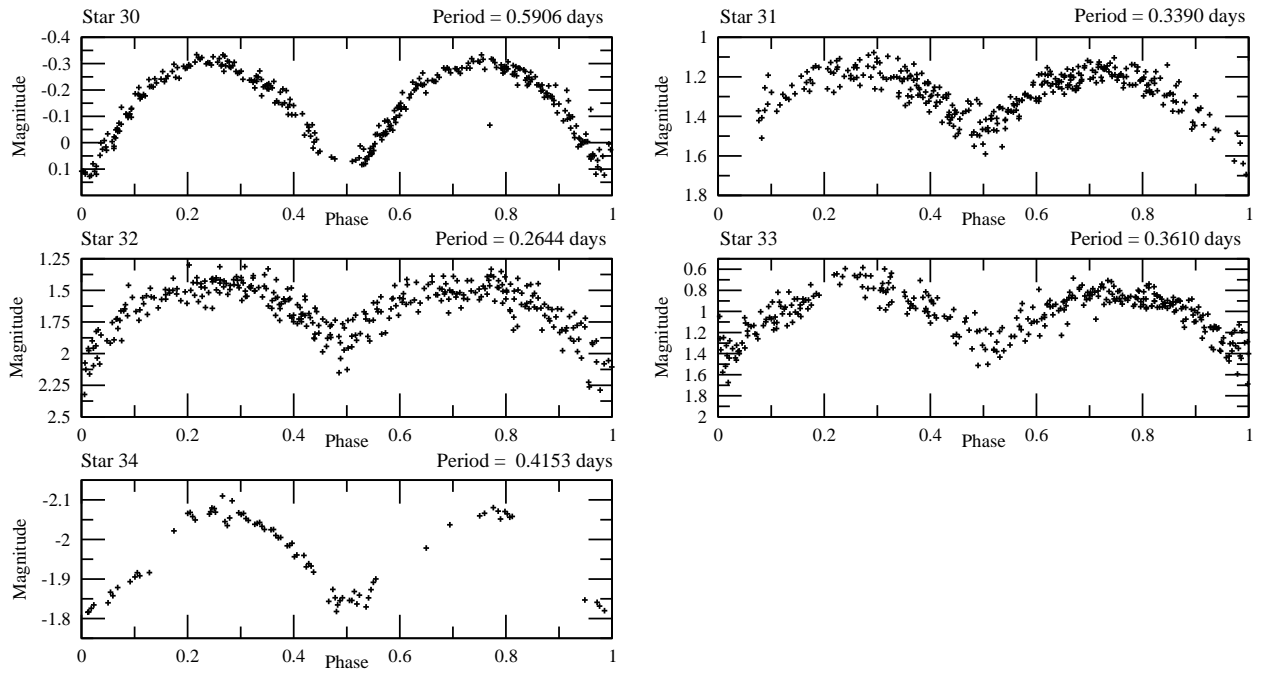 Star 30 Period = 0.5906 days
-0.4
-0.3
-0.2
-0.1
0
0.1
Magnitude
0 0.2 0.4 0.6 0.8 1
Phase
Star 31 Period = 0.3390 days
1
1.2
1.4
1.6
1.8
Magnitude
0 0.2 0.4 0.6 0.8 1
Phase
Star 32 Period = 0.2644 days
1.25
1.5
1.75
2
2.25
2.5
Magnitude
0 0.2 0.4 0.6 0.8 1
Phase
Star 33 Period = 0.3610 days
0.6
0.8
1
1.2
1.4
1.6
1.8
2
Magnitude
0 0.2 0.4 0.6 0.8 1
Phase
Star 34 Period = 0.4153 days
-2.1
-2
-1.9
-1.8
Magnitude
0 0.2 0.4 0.6 0.8 1
Phase